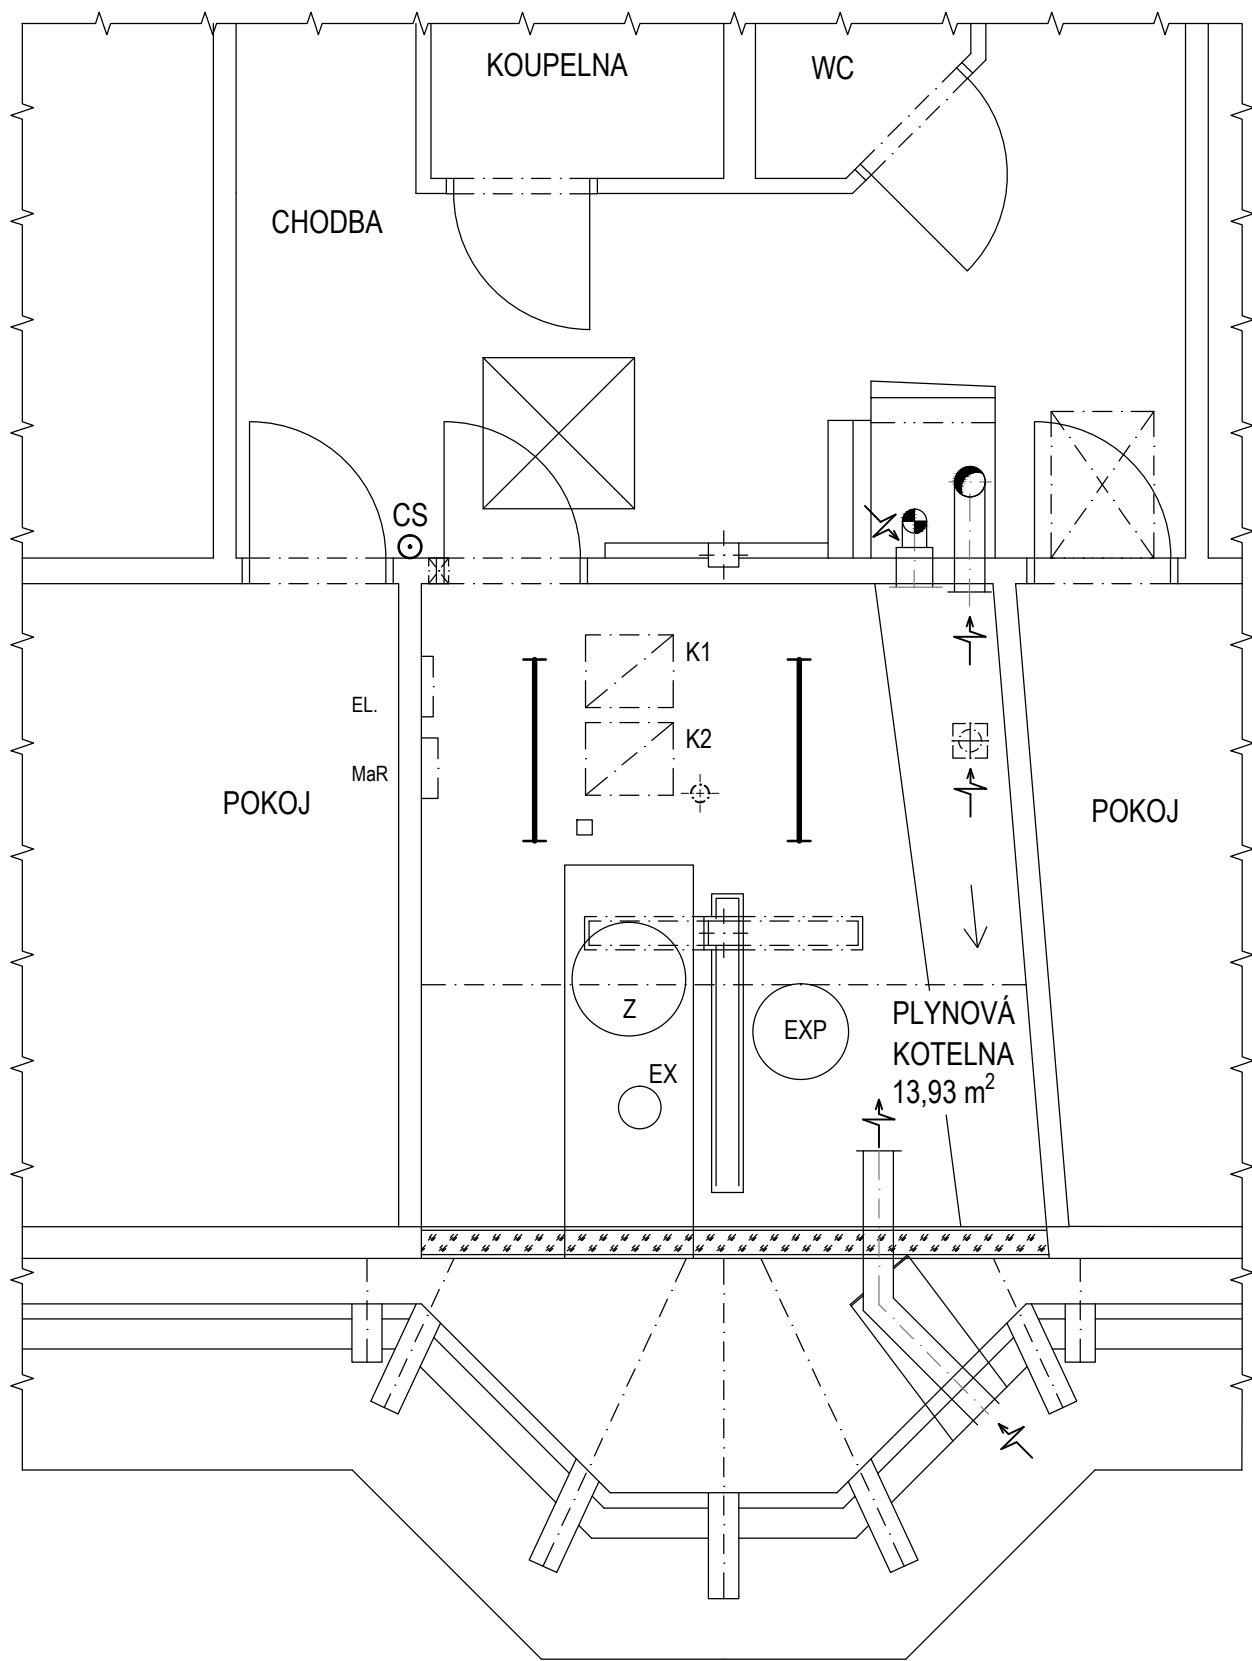 KOUPELNA
WC
CHODBA
CS
K1
EL.
K2
MaR
POKOJ
POKOJ
Z
EXP
PLYNOVÁ
KOTELNA
13,93 m²
EX